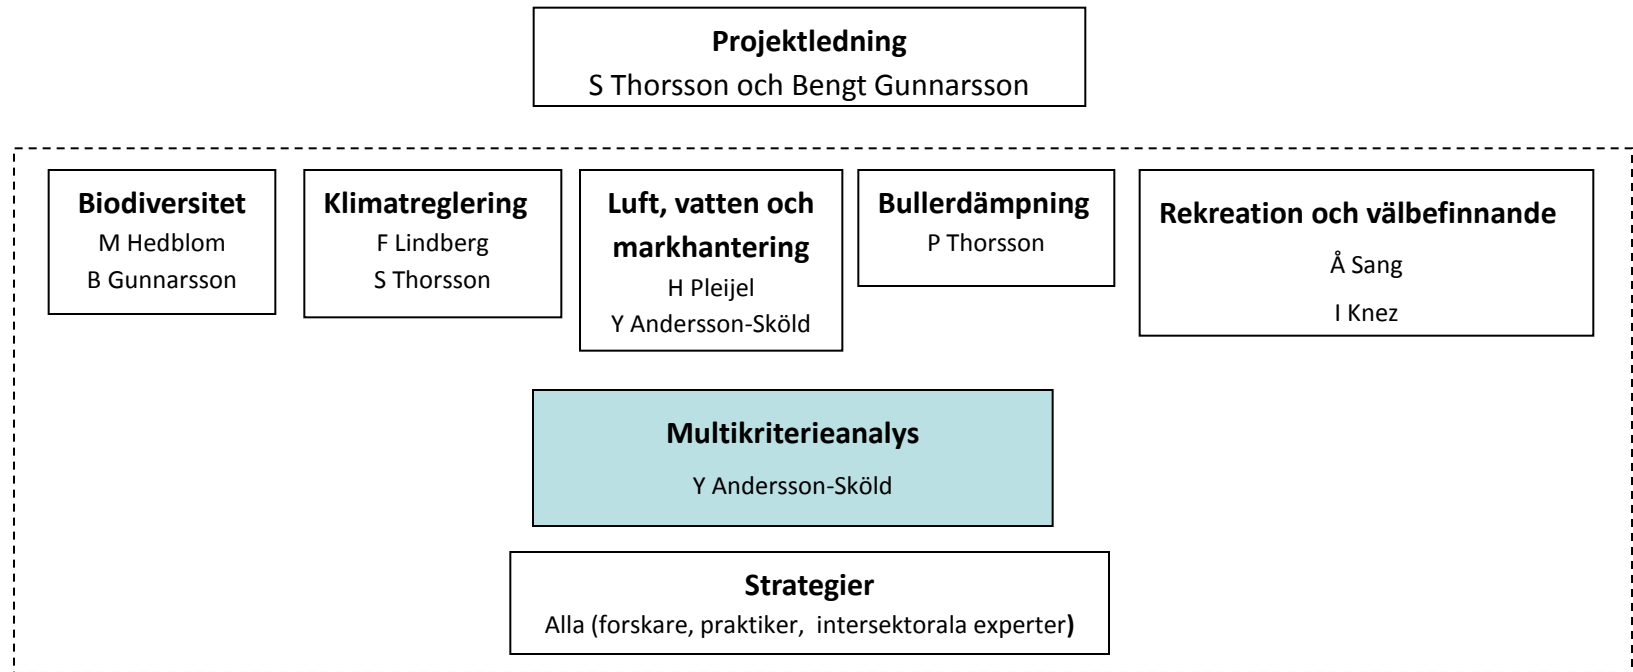 Projektledning
S Thorsson och Bengt Gunnarsson
Biodiversitet
M Hedblom
B Gunnarsson
Klimatreglering
F Lindberg
S Thorsson
Luft, vatten och
markhantering
H Pleijel
Y Andersson-Sköld
Bullerdämpning
P Thorsson
Rekreation och välbefinnande
Å Sang
I Knez
Multikriterieanalys
Y Andersson-Sköld
Strategier
Alla (forskare, praktiker, intersektorala experter)